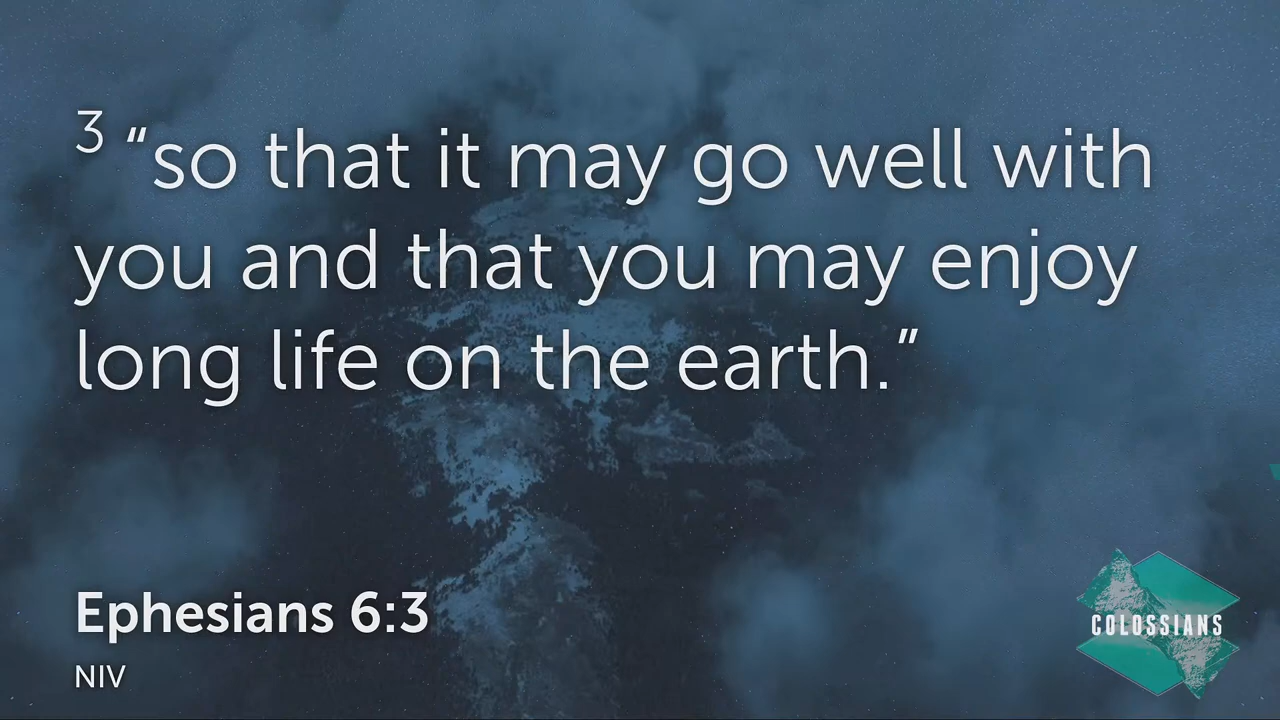 3 “so that it may go well with
you and that you may enjoy
long life on the earth.”
Ephesians 6:3
NIV
COLOSSIANS